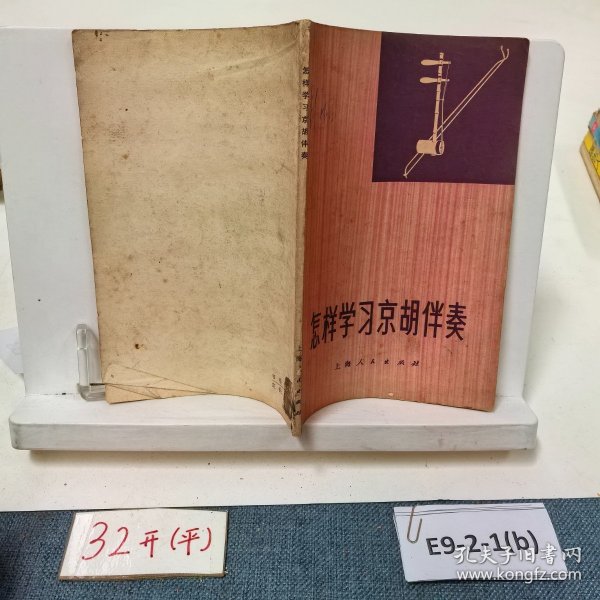 怎样学习京胡伴奏
怎样学习京胡伴奏
上海人民出版社
32开(平)
E9-2-1(b)
孔夫子旧书网
www.kongfz.com